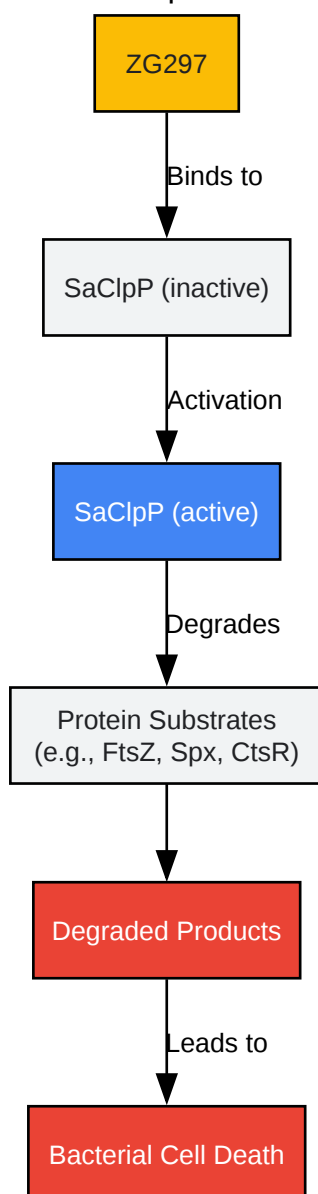 ZG297
Binds to
SaClpP (inactive)
Activation
SaClpP (active)
Degrades
Protein Substrates
(e.g., FtsZ, Spx, CtsR)
Degraded Products
Leads to
Bacterial Cell Death